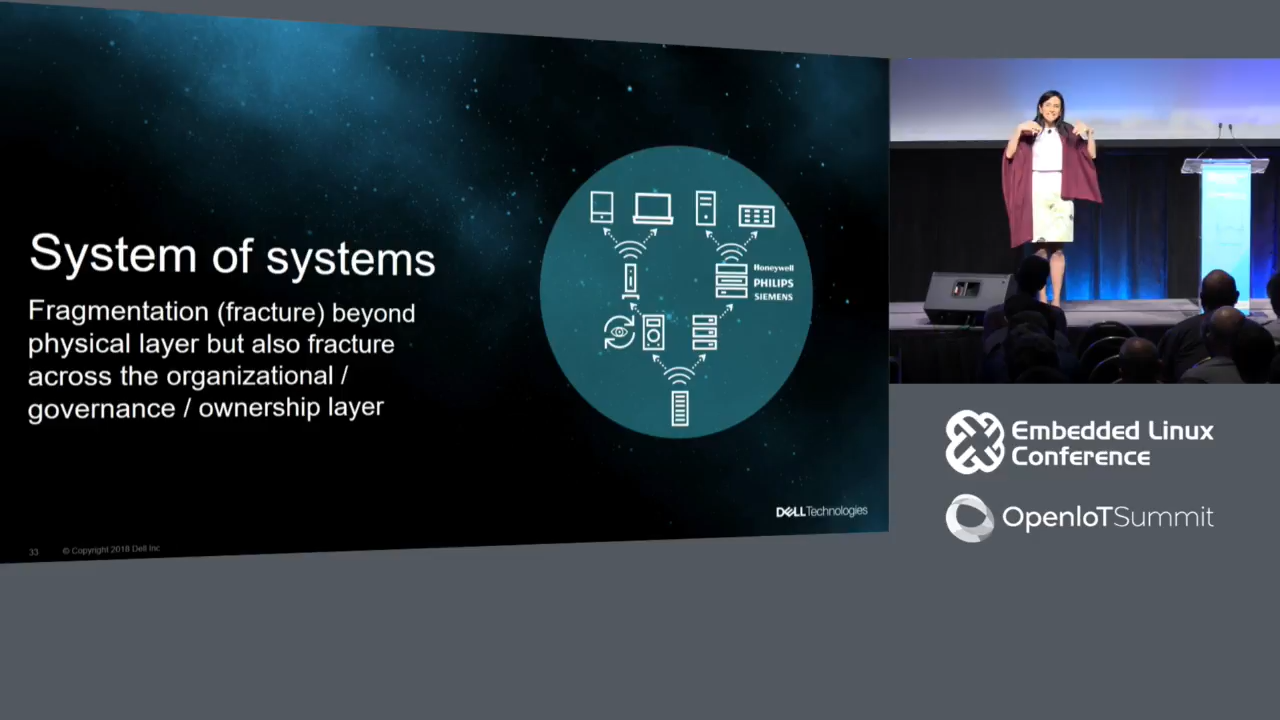 System of systems
Fragmentation (fracture) beyond
physical layer but also fracture
across the organizational /
governance / ownership layer
Honeywell
PHILIPS
SIEMENS
DELLTechnologies
33 © Copyright 2018 Dell Inc
Embedded Linux
Conference
OpenIoTSummit